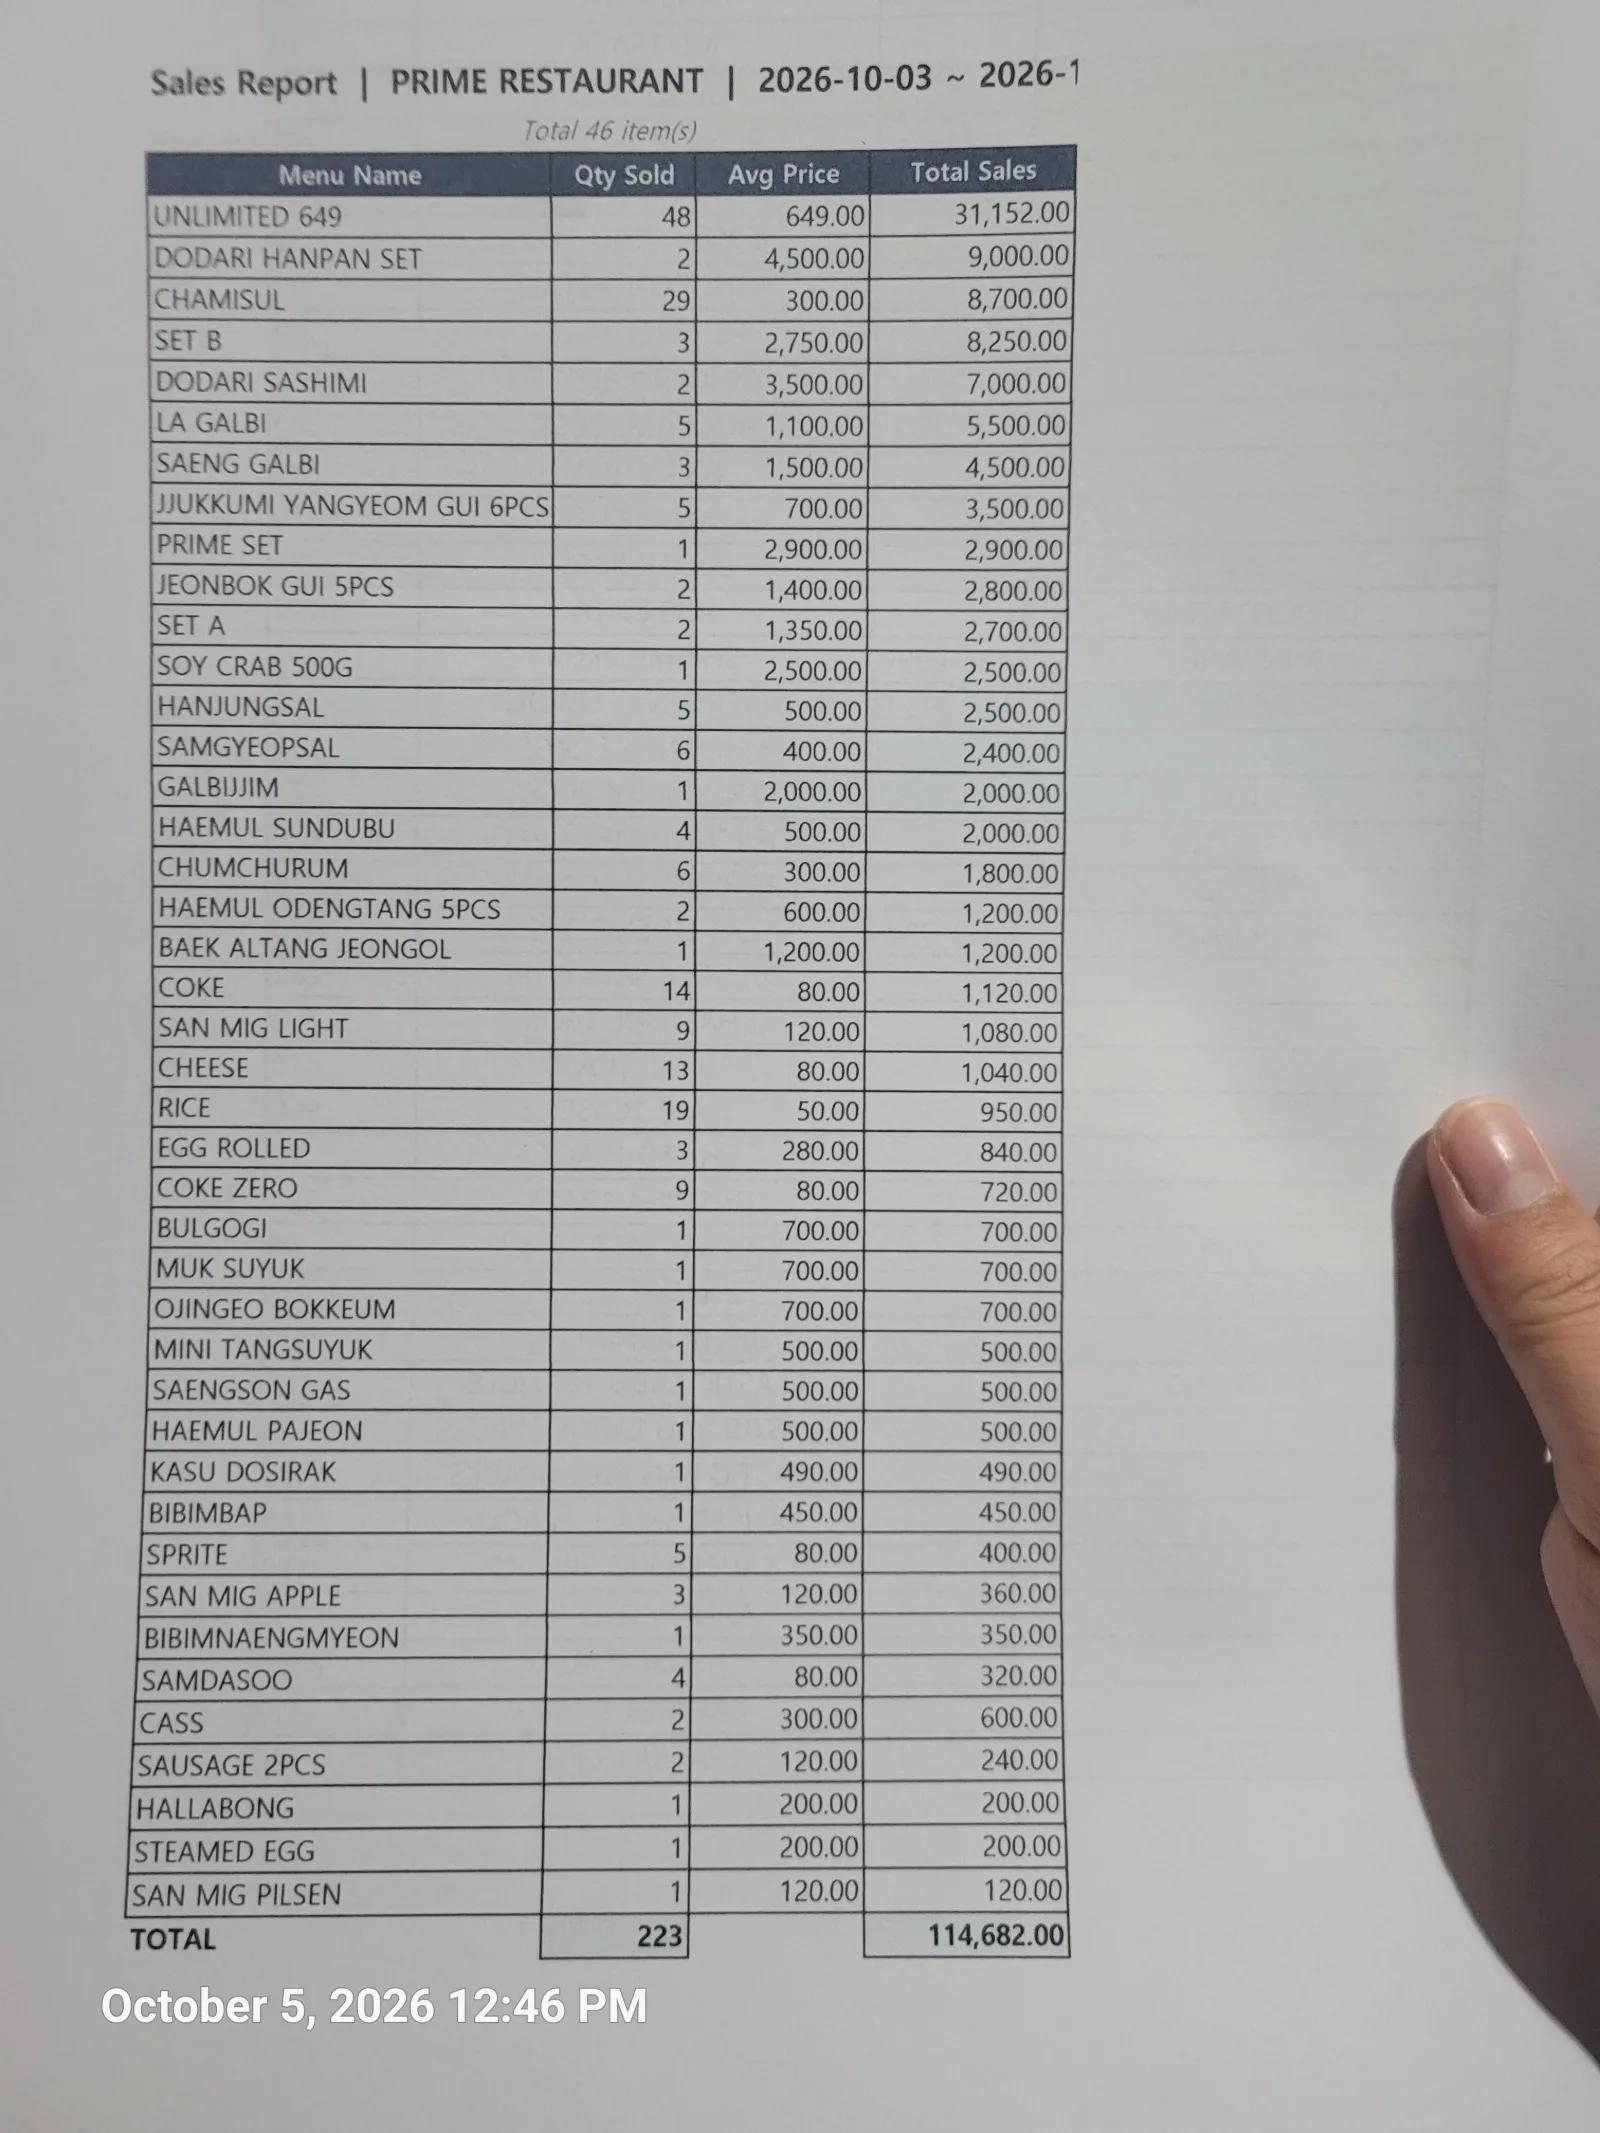 Sales Report | PRIME RESTAURANT | 2026-10-03 ~ 2026-1
Total 46 item(s)
Menu Name Qty Sold Avg Price Total Sales
UNLIMITED 649 48 649.00 31,152.00
DODARI HANPAN SET 2 4,500.00 9,000.00
CHAMISUL 29 300.00 8,700.00
SET B 3 2,750.00 8,250.00
DODARI SASHIMI 2 3,500.00 7,000.00
LA GALBI 5 1,100.00 5,500.00
SAENG GALBI 3 1,500.00 4,500.00
JJUKKUMI YANGYEOM GUI 6PCS 5 700.00 3,500.00
PRIME SET 1 2,900.00 2,900.00
JEONBOK GUI 5PCS 2 1,400.00 2,800.00
SET A 2 1,350.00 2,700.00
SOY CRAB 500G 1 2,500.00 2,500.00
HANJUNGSAL 5 500.00 2,500.00
SAMGYEOPSAL 6 400.00 2,400.00
GALBIJJIM 1 2,000.00 2,000.00
HAEMUL SUNDUBU 4 500.00 2,000.00
CHUMCHURUM 6 300.00 1,800.00
HAEMUL ODENGTANG 5PCS 2 600.00 1,200.00
BAEK ALTANG JEONGOL 1 1,200.00 1,200.00
COKE 14 80.00 1,120.00
SAN MIG LIGHT 9 120.00 1,080.00
CHEESE 13 80.00 1,040.00
RICE 19 50.00 950.00
EGG ROLLED 3 280.00 840.00
COKE ZERO 9 80.00 720.00
BULGOGI 1 700.00 700.00
MUK SUYUK 1 700.00 700.00
OJINGEO BOKKEUM 1 700.00 700.00
MINI TANGSUYUK 1 500.00 500.00
SAENGSON GAS 1 500.00 500.00
HAEMUL PAJEON 1 500.00 500.00
KASU DOSIRAK 1 490.00 490.00
BIBIMBAP 1 450.00 450.00
SPRITE 5 80.00 400.00
SAN MIG APPLE 3 120.00 360.00
BIBIMNAENGMYEON 1 350.00 350.00
SAMDASOO 4 80.00 320.00
CASS 2 300.00 600.00
SAUSAGE 2PCS 2 120.00 240.00
HALLABONG 1 200.00 200.00
STEAMED EGG 1 200.00 200.00
SAN MIG PILSEN 1 120.00 120.00
TOTAL 223 114,682.00
October 5, 2026 12:46 PM